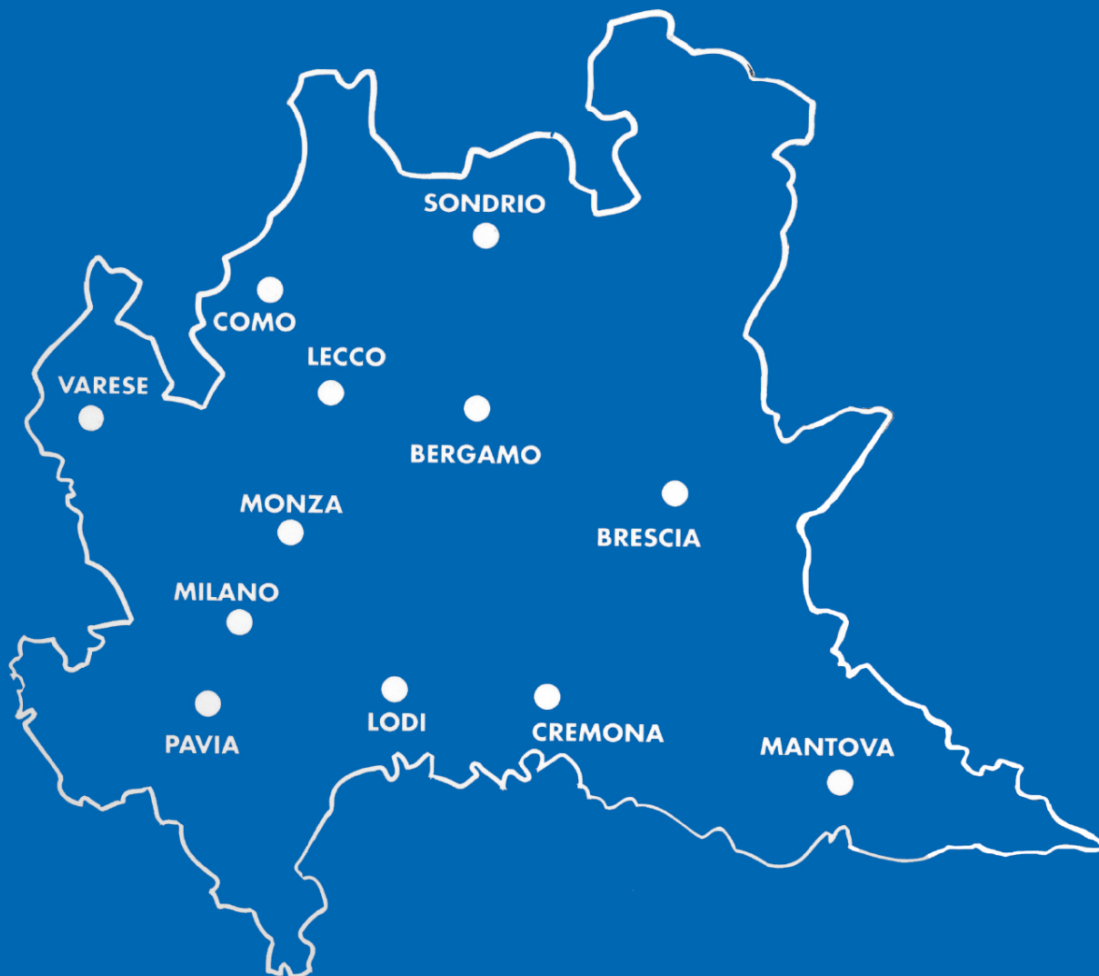 SONDRIO
COMO
LECCO
VARESE
BERGAMO
MONZA
BRESCIA
MILANO
LODI
CREMONA
PAVIA
MANTOVA